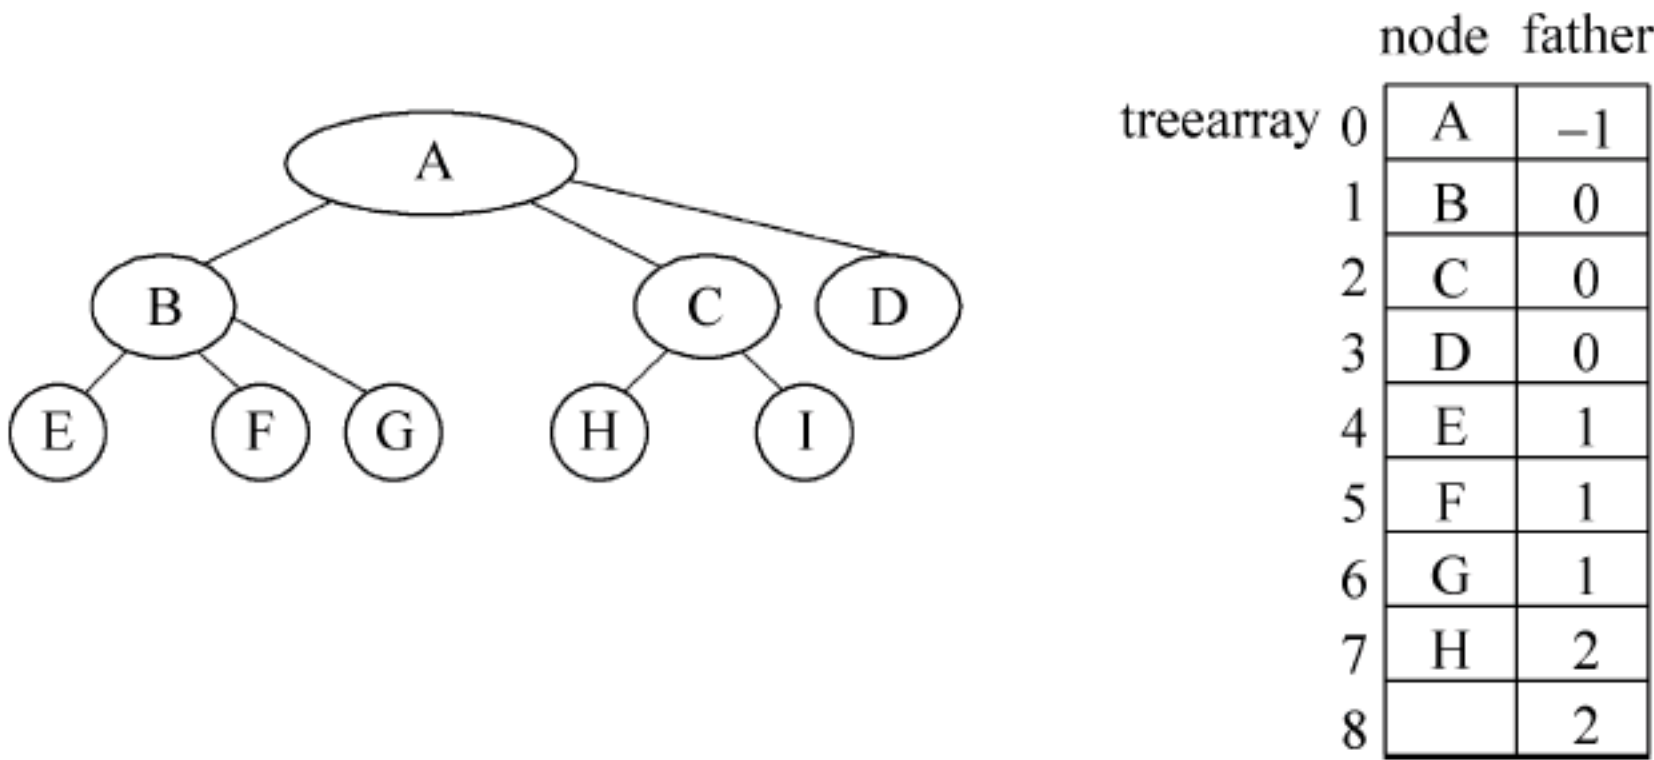 A
B C D
E F G H I
node father
treearray 0 A –1
1 B 0
2 C 0
3 D 0
4 E 1
5 F 1
6 G 1
7 H 2
8 2